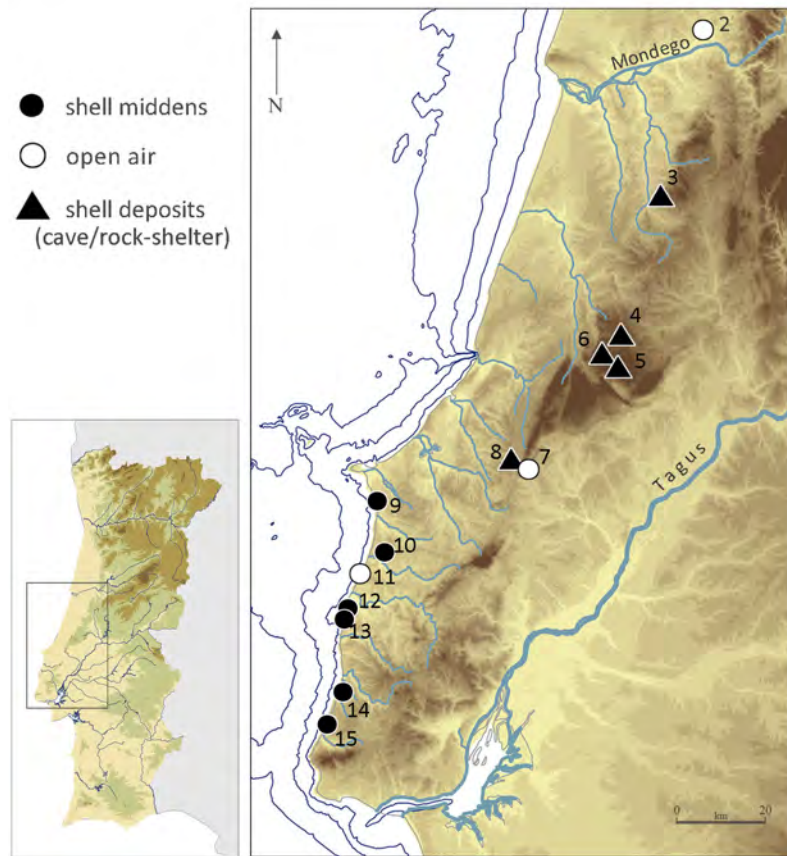 shell middens
open air
shell deposits
(cave/rock-shelter)
N
Mondego
2
3
4
6
5
8
7
Tagus
9
10
11
12
13
14
15
0 20
km